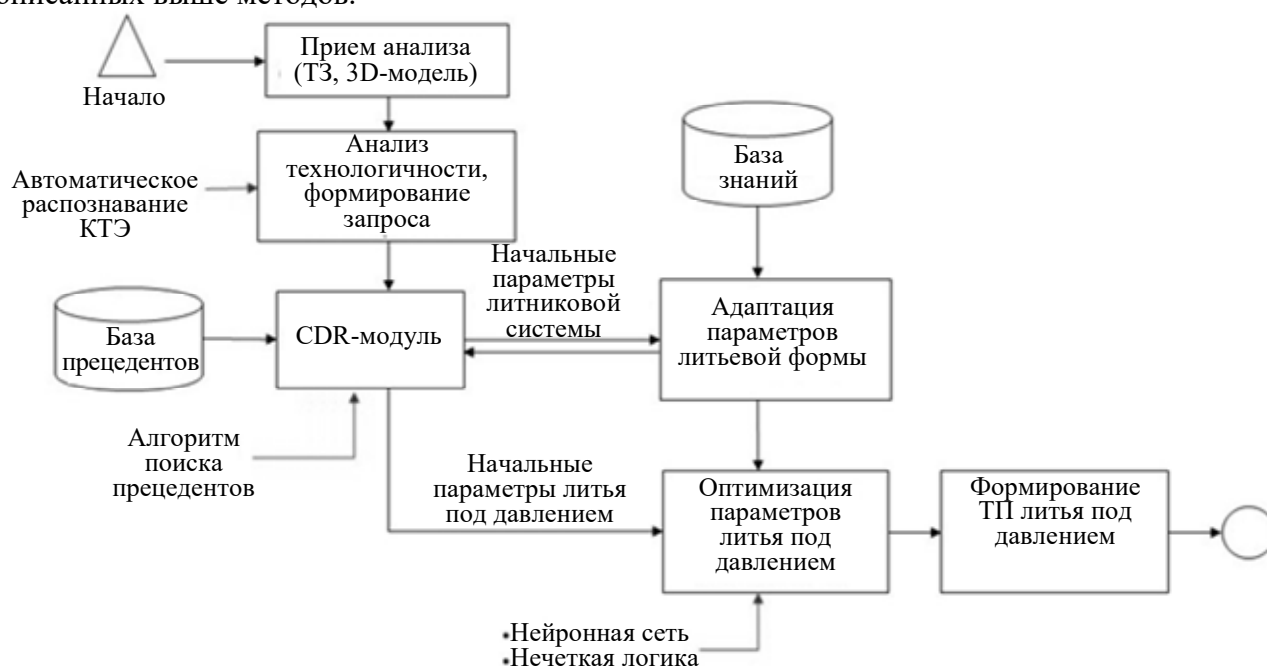 описанных выше методов.
Прием анализа
(ТЗ, 3D-модель)
Начало
Анализ
технологичности,
формирование
запроса
Автоматическое
распознавание
КТЭ
База
знаний
Начальные
параметры
литниковой
системы
База
прецедентов
CDR-модуль
Адаптация
параметров
литьевой формы
Алгоритм
поиска
прецедентов
Начальные
параметры литья
под давлением
Оптимизация
параметров
литья под
давлением
Формирование
ТП литья под
давлением
•Нейронная сеть
•Нечеткая логика